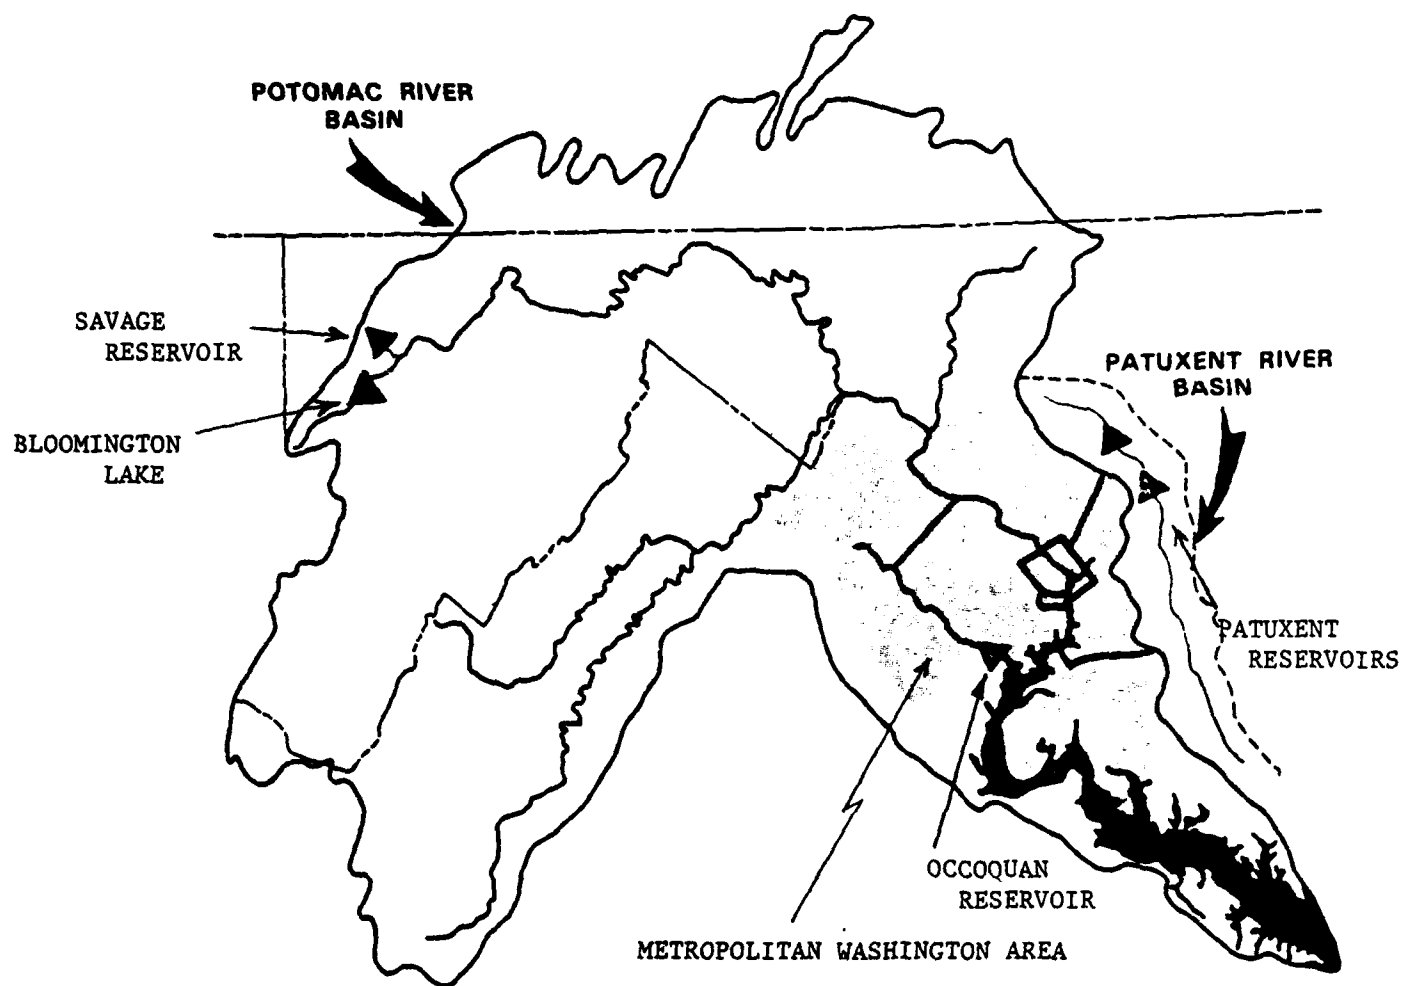 POTOMAC RIVER
BASIN
SAVAGE
RESERVOIR
BLOOMINGTON
LAKE
PATUXENT RIVER
BASIN
PATUXENT
RESERVOIRS
OCCOQUAN
RESERVOIR
METROPOLITAN WASHINGTON AREA